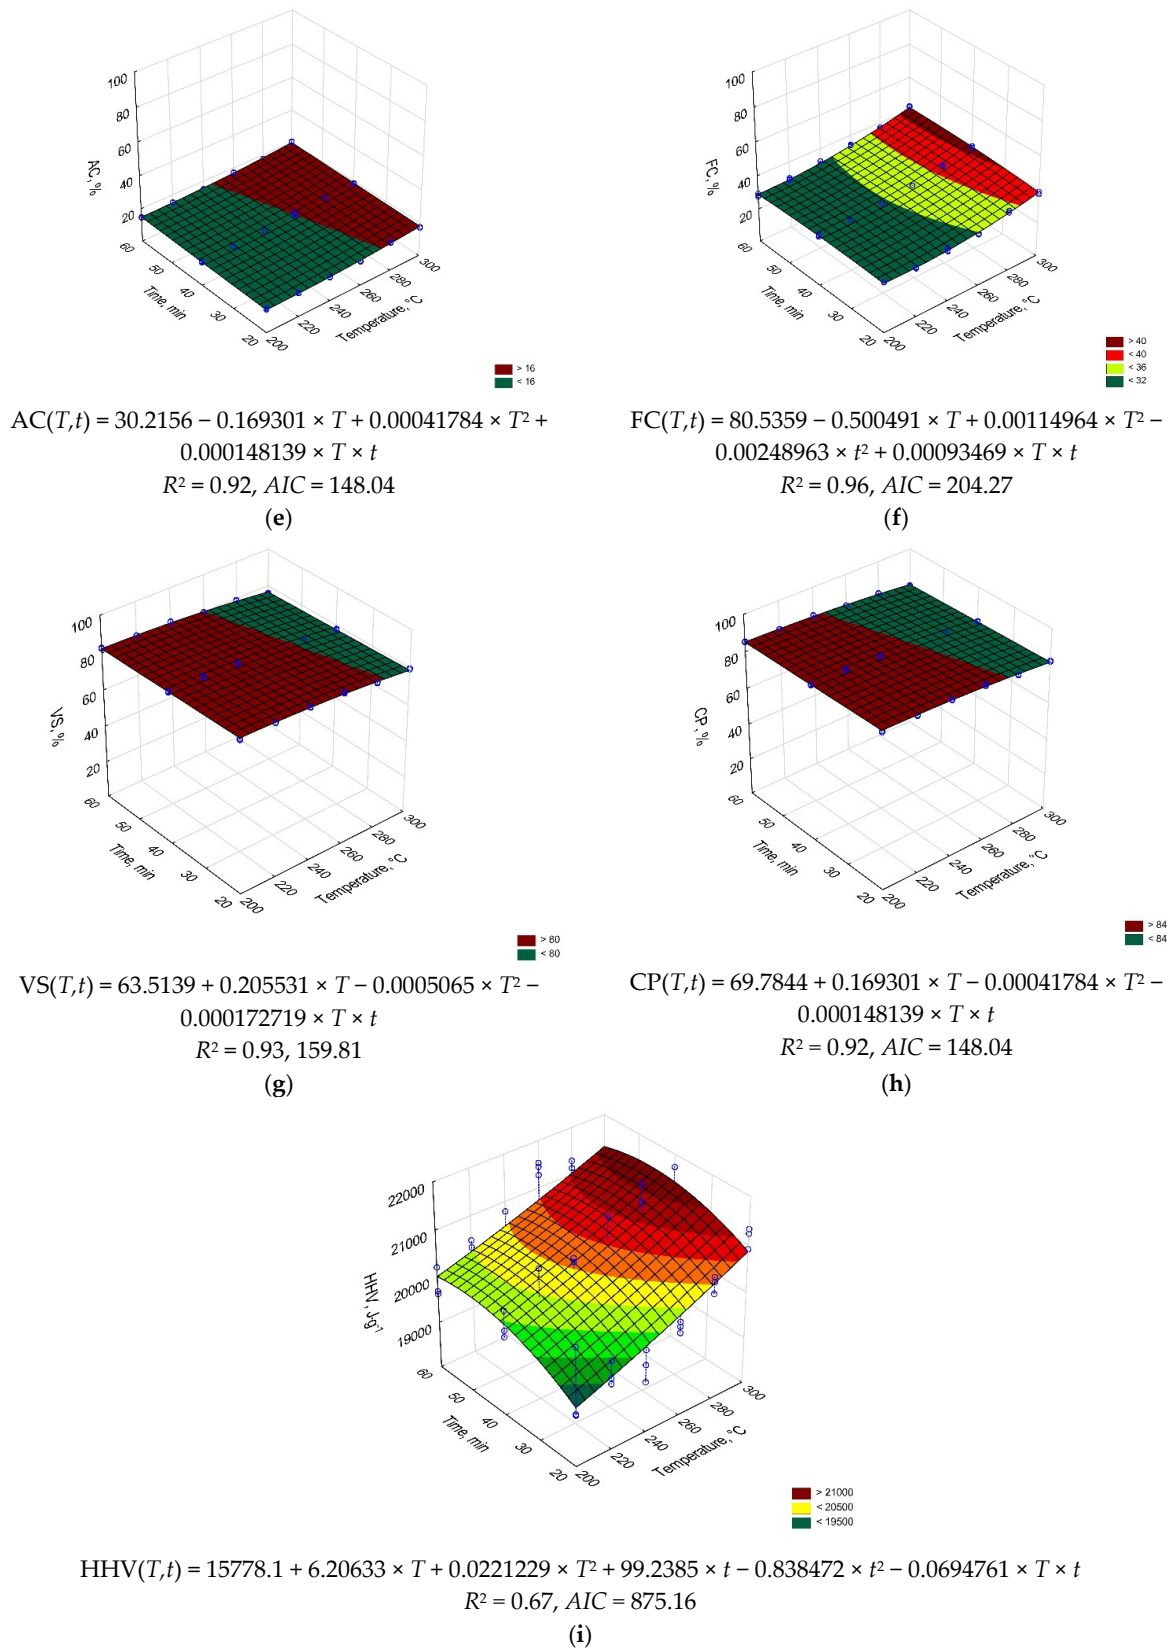 100
80
60
40
20
AC,%
60
50
40
30
20
Time, min
200
220
240
260
280
300
Temperature, °C
> 16
< 16
AC(T,t) = 30.2156 − 0.169301 × T + 0.00041784 × T² +
0.000148139 × T × t
R² = 0.92, AIC = 148.04
(e)
100
80
60
40
20
FC,%
60
50
40
30
20
Time, min
200
220
240
260
280
300
Temperature, °C
> 40
< 40
< 36
< 32
FC(T,t) = 80.5359 − 0.500491 × T + 0.00114964 × T² −
0.00248963 × t² + 0.00093469 × T × t
R² = 0.96, AIC = 204.27
(f)
100
80
60
40
20
VS,%
60
50
40
30
20
Time, min
200
220
240
260
280
300
Temperature, °C
> 80
< 80
VS(T,t) = 63.5139 + 0.205531 × T − 0.0005065 × T² −
0.000172719 × T × t
R² = 0.93, 159.81
(g)
100
80
60
40
20
CP,%
60
50
40
30
20
Time, min
200
220
240
260
280
300
Temperature, °C
> 84
< 84
CP(T,t) = 69.7844 + 0.169301 × T − 0.00041784 × T² −
0.000148139 × T × t
R² = 0.92, AIC = 148.04
(h)
22000
21000
20000
19000
HHV, Jg⁻¹
60
50
40
30
20
Time, min
200
220
240
260
280
300
Temperature, °C
> 21000
< 20500
< 19500
HHV(T,t) = 15778.1 + 6.20633 × T + 0.0221229 × T² + 99.2385 × t − 0.838472 × t² − 0.0694761 × T × t
R² = 0.67, AIC = 875.16
(i)